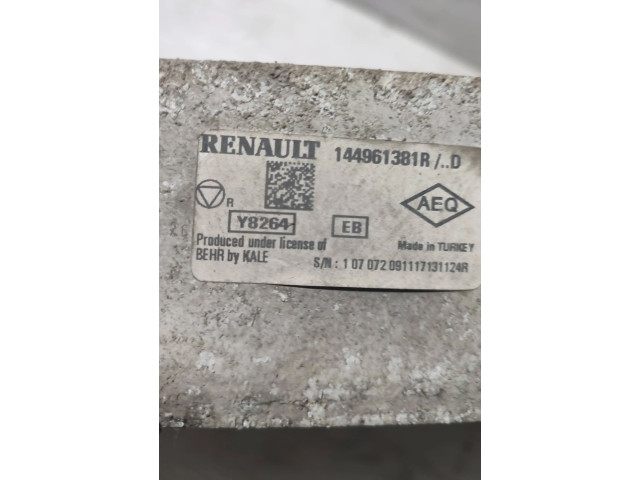 RENAULT 144961381R /..D
R
AEQ
Y8264
EB
Produced under license of Made in TURKEY
BEHR by KALE S/N : 1 07 072 091117131124R